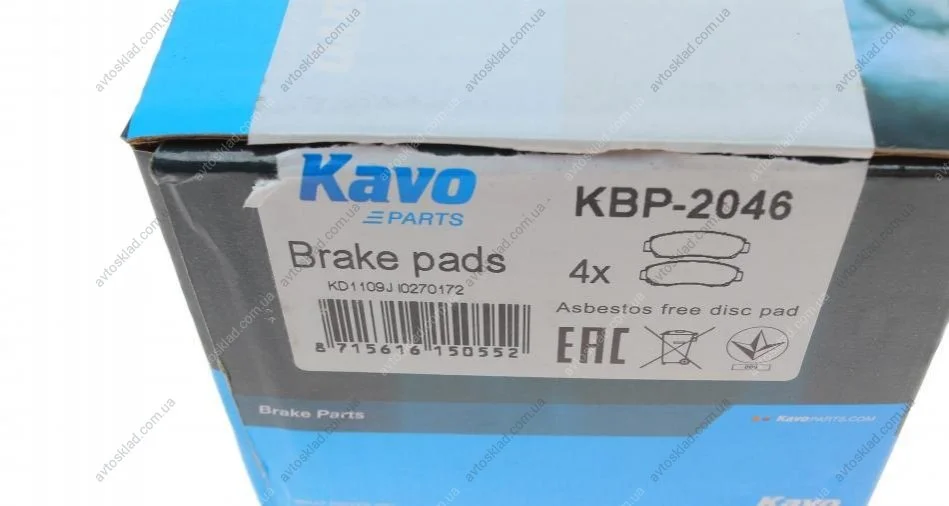 Kavo
PARTS
KBP-2046
Brake pads
4x
KD1109J I0270172
Asbestos free disc pad
8 715616 150552
EAC
Brake Parts
KAVOPARTS.COM
Kavo
avtosklad.com.ua